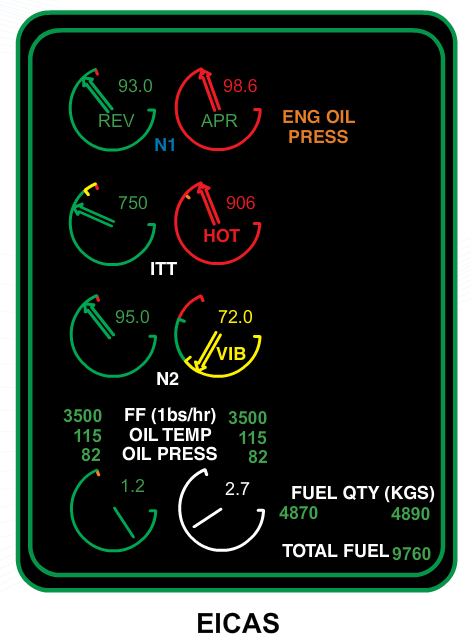 93.0 98.6
REV APR
ENG OIL
PRESS
N1
750 906
HOT
ITT
95.0 72.0
VIB
N2
3500 FF (1bs/hr) 3500
115 OIL TEMP 115
82 OIL PRESS 82
1.2 2.7
FUEL QTY (KGS)
4870 4890
TOTAL FUEL 9760
EICAS